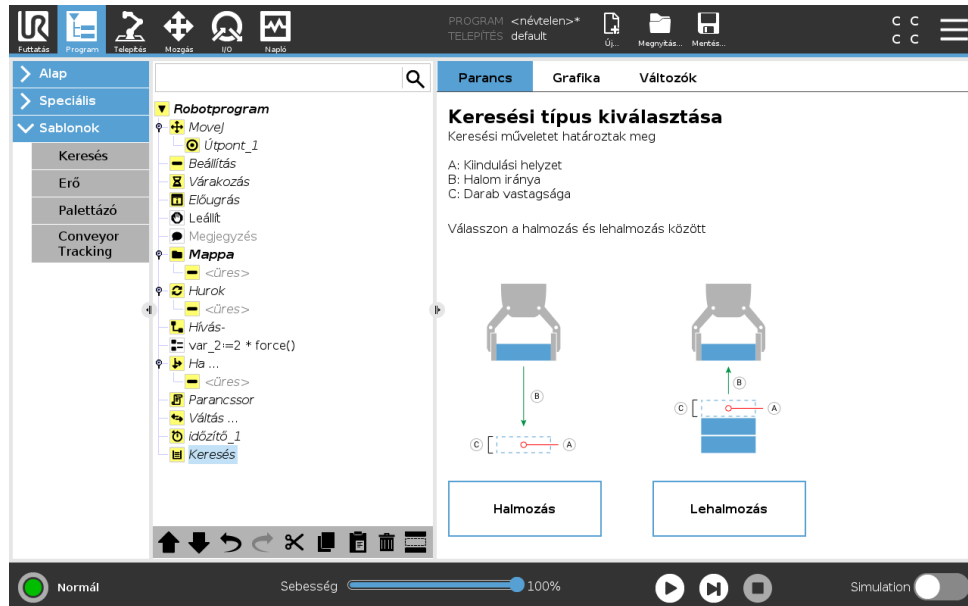 PROGRAM <névtelen>*
TELEPÍTÉS default
C C
C C
Futtatás
Program
Telepítés
Mozgás
I/O
Napló
Új...
Megnyitás...
Mentés...
Alap
Speciális
Sablonok
Keresés
Erő
Palettázó
Conveyor
Tracking
Robotprogram
MoveJ
Útpont_1
Beállítás
Várakozás
Előugrás
Leállít
Megjegyzés
Mappa
<üres>
Hurok
<üres>
Hívás-
var_2:=2 * force()
Ha ...
<üres>
Parancssor
Váltás ...
időzítő_1
Keresés
Parancs
Grafika
Változók
Keresési típus kiválasztása
Keresési műveletet határoztak meg
A: Kiindulási helyzet
B: Halom iránya
C: Darab vastagsága
Válasszon a halmozás és lehalmozás között
B
C
A
B
C
A
Halmozás
Lehalmozás
Normál
Sebesség
100%
Simulation